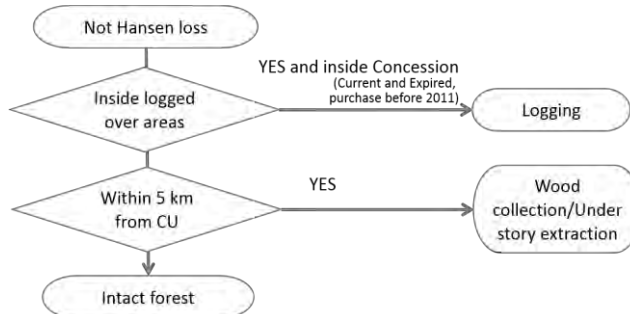 Not Hansen loss
YES and inside Concession
(Current and Expired,
purchase before 2011)
Inside logged
over areas
Logging
Within 5 km
from CU
YES
Wood
collection/Under
story extraction
Intact forest